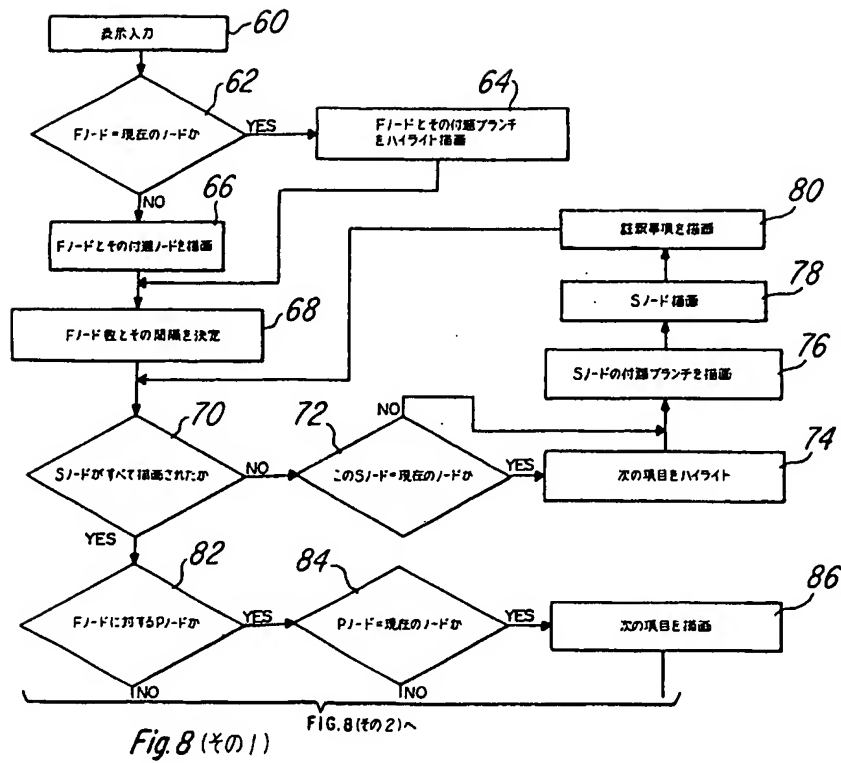 表示入力
60
62
Fノード=現在のノードか
YES
64
Fノードとその付随ブランチ
をハイライト描画
NO
66
Fノードとその付随ノードを描画
80
註釈事項を描画
78
Sノード描画
68
Fノード数とその間隔を決定
76
Sノードの付随ブランチを描画
70
Sノードがすべて描画されたか
NO
72
NO
このSノード=現在のノードか
YES
74
次の項目をハイライト
YES
82
Fノードに対するPノードか
YES
84
Pノード=現在のノードか
YES
86
次の項目を描画
NO
NO
FIG.8(その2)へ
Fig.8(その1)